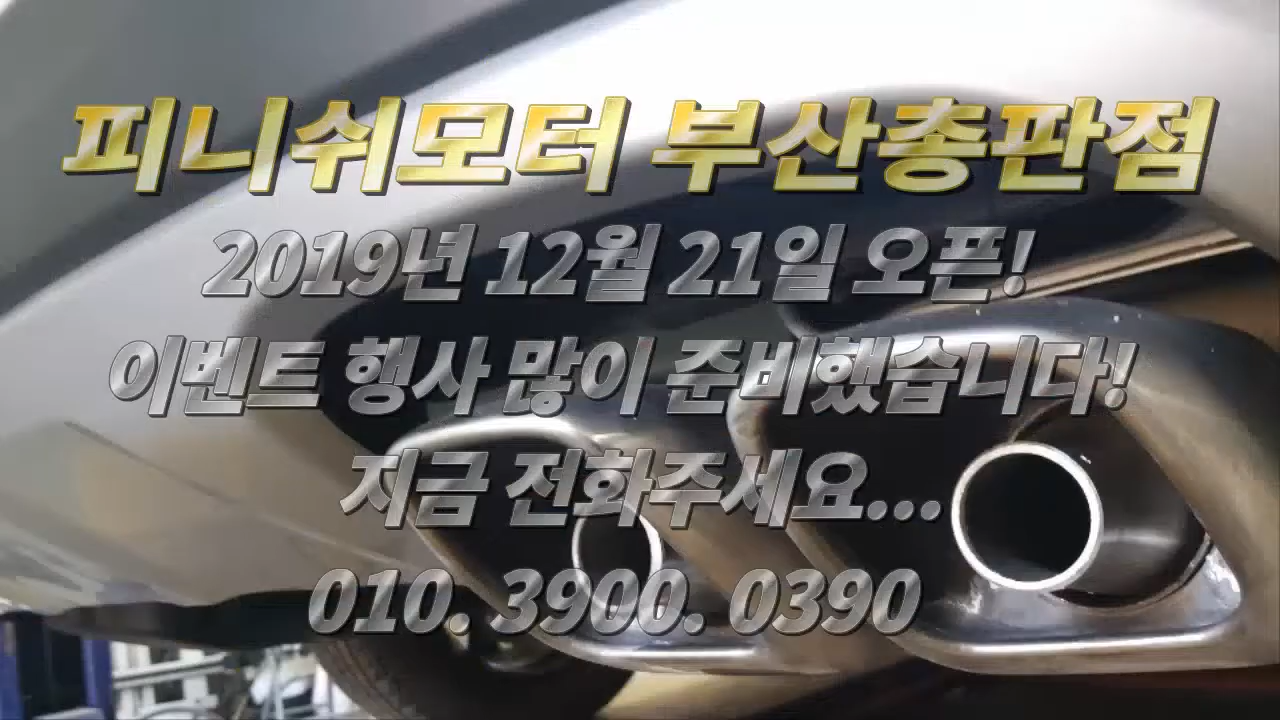 피니쉬모터 부산총판점
2019년 12월 21일 오픈!
이벤트 행사 많이 준비했습니다!
지금 전화주세요...
010. 3900. 0390